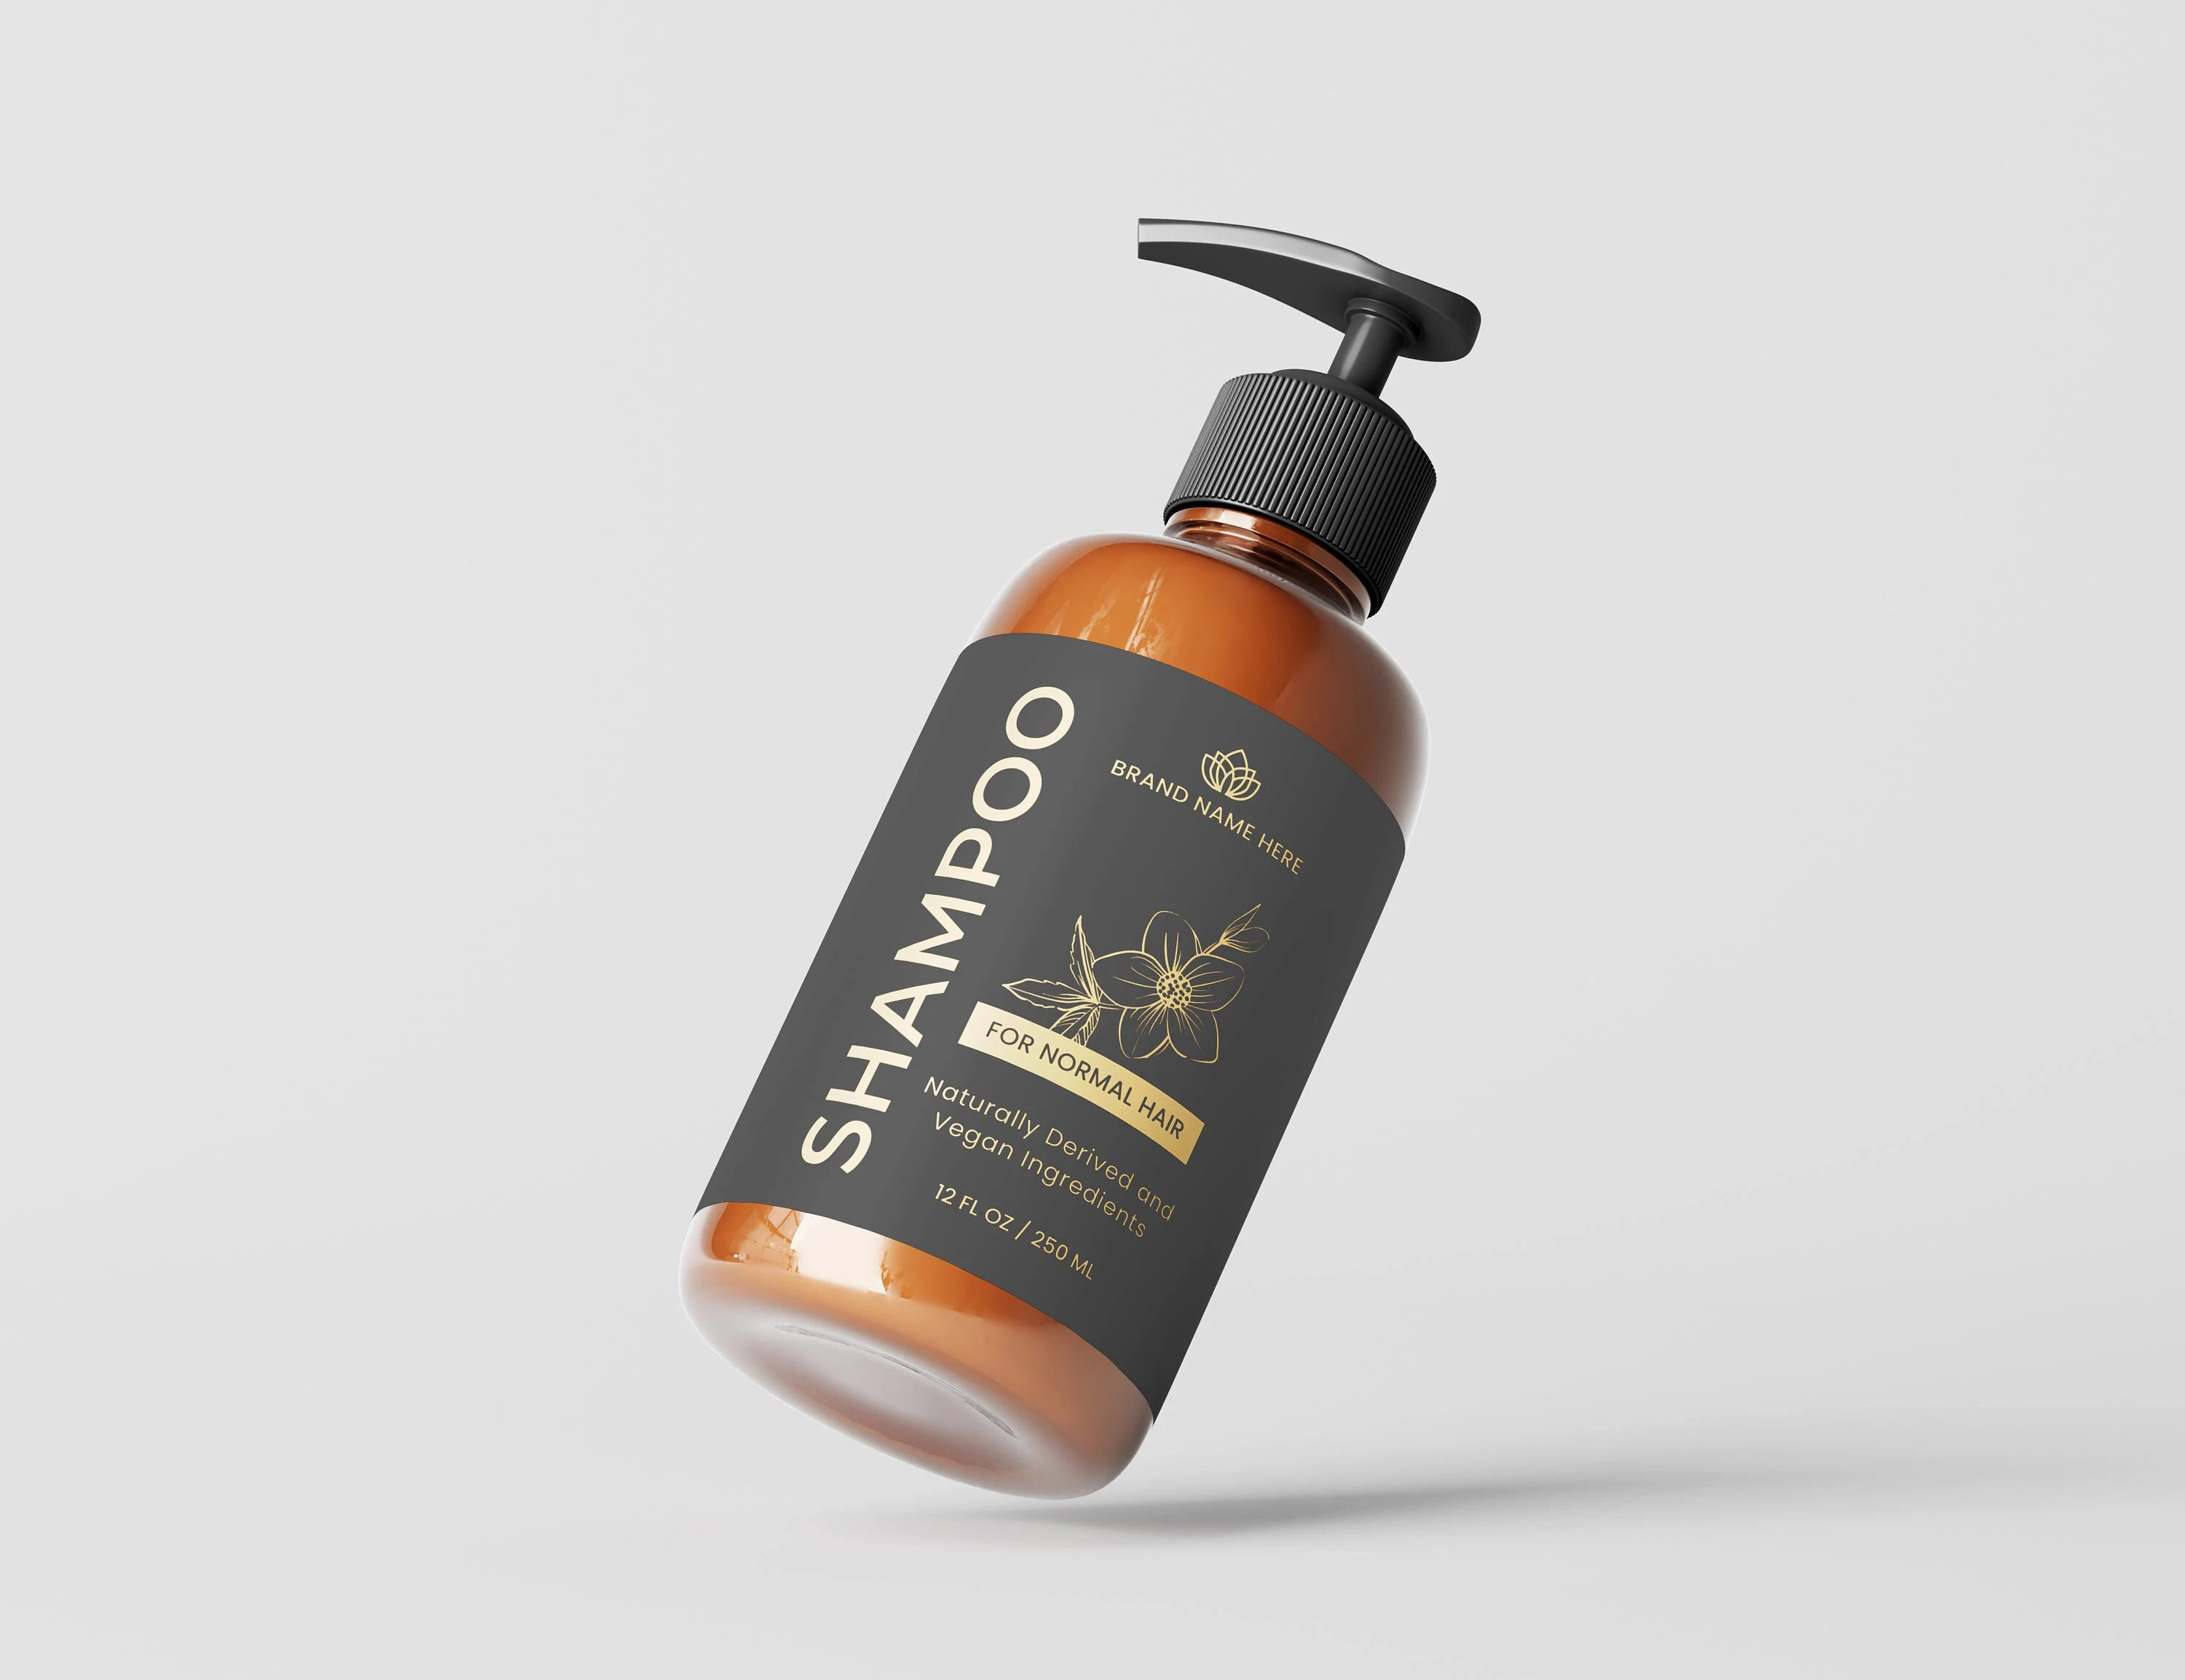 SHAMPOO
BRAND NAME HERE
FOR NORMAL HAIR
Naturally Derived and
Vegan Ingredients
12 FL OZ / 250 ML